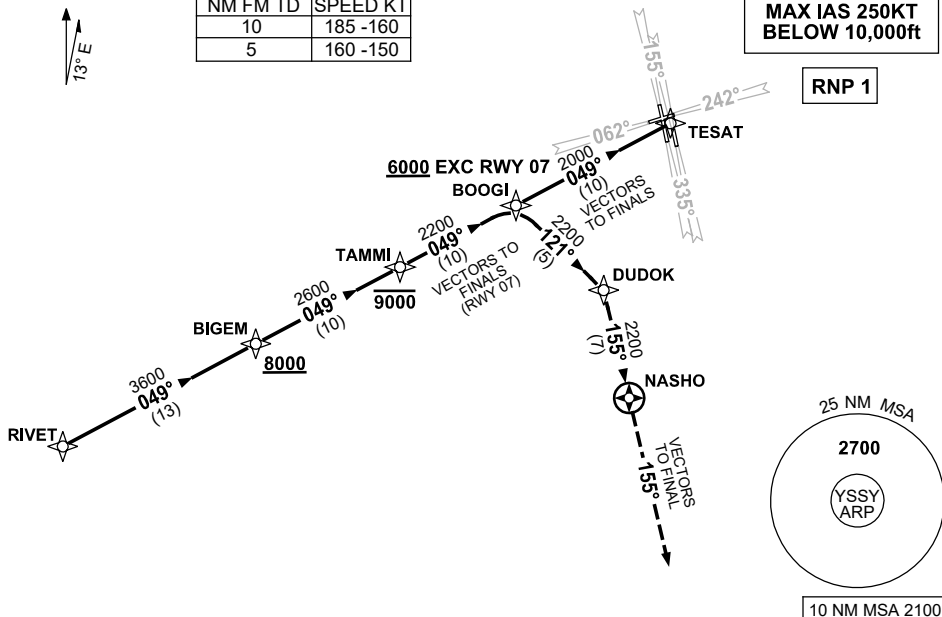 NM FM TD SPEED KT
10 185 -160
5 160 -150
13° E
MAX IAS 250KT
BELOW 10,000ft
RNP 1
155°
242°
062°
335°
TESAT
6000 EXC RWY 07
BOOGI
2000
049°
(10)
VECTORS
TO FINALS
TAMMI
9000
2200
049°
(10)
VECTORS TO
FINALS
(RWY 07)
2200
121°
(5)
DUDOK
BIGEM
8000
2600
049°
(10)
2200
155°
(7)
NASHO
RIVET
3600
049°
(13)
VECTORS
TO FINAL
155°
25 NM MSA
2700
YSSY
ARP
10 NM MSA 2100